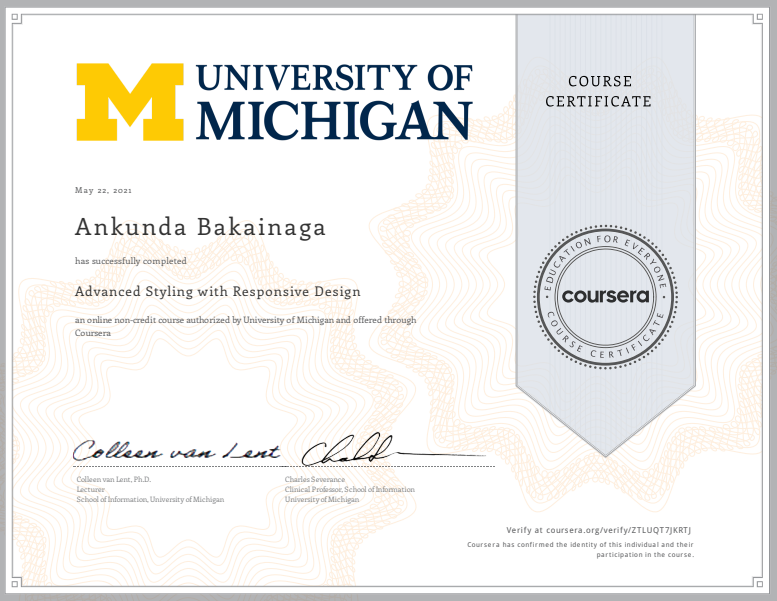 UNIVERSITY OF
MICHIGAN
COURSE
CERTIFICATE
May 22, 2021
Ankunda Bakainaga
has successfully completed
Advanced Styling with Responsive Design
an online non-credit course authorized by University of Michigan and offered through
Coursera
EDUCATION FOR EVERYONE
coursera
COURSE CERTIFICATE
Colleen van Lent
Colleen van Lent, Ph.D.
Lecturer
School of Information, University of Michigan
Charles Severance
Clinical Professor, School of Information
University of Michigan
Verify at coursera.org/verify/ZTLUQT7JKRTJ
Coursera has confirmed the identity of this individual and their
participation in the course.